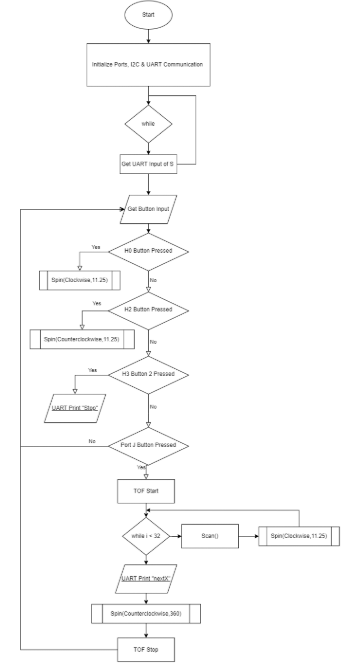 Start
Initialize Ports, I2C & UART Communication
while
Get UART Input of S
Get Button Input
H0 Button Pressed
Yes
Spin(Clockwise,11.25)
No
H2 Button Pressed
Yes
Spin(Counterclockwise,11.25)
No
H3 Button 2 Pressed
Yes
UART Print "Stop"
No
Port J Button Pressed
No
Yes
TOF Start
while i < 32
Scan()
Spin(Clockwise,11.25)
UART Print "nextX"
Spin(Counterclockwise,360)
TOF Stop